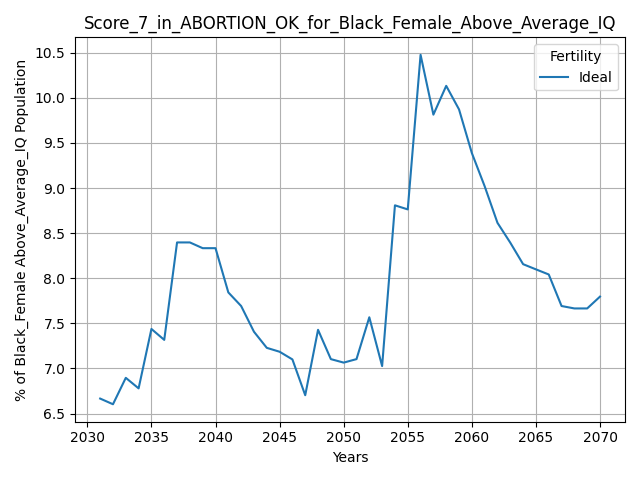 Score_7_in_ABORTION_OK_for_Black_Female_Above_Average_IQ
% of Black_Female Above_Average_IQ Population
10.5
10.0
9.5
9.0
8.5
8.0
7.5
7.0
6.5
Fertility
Ideal
2030 2035 2040 2045 2050 2055 2060 2065 2070
Years